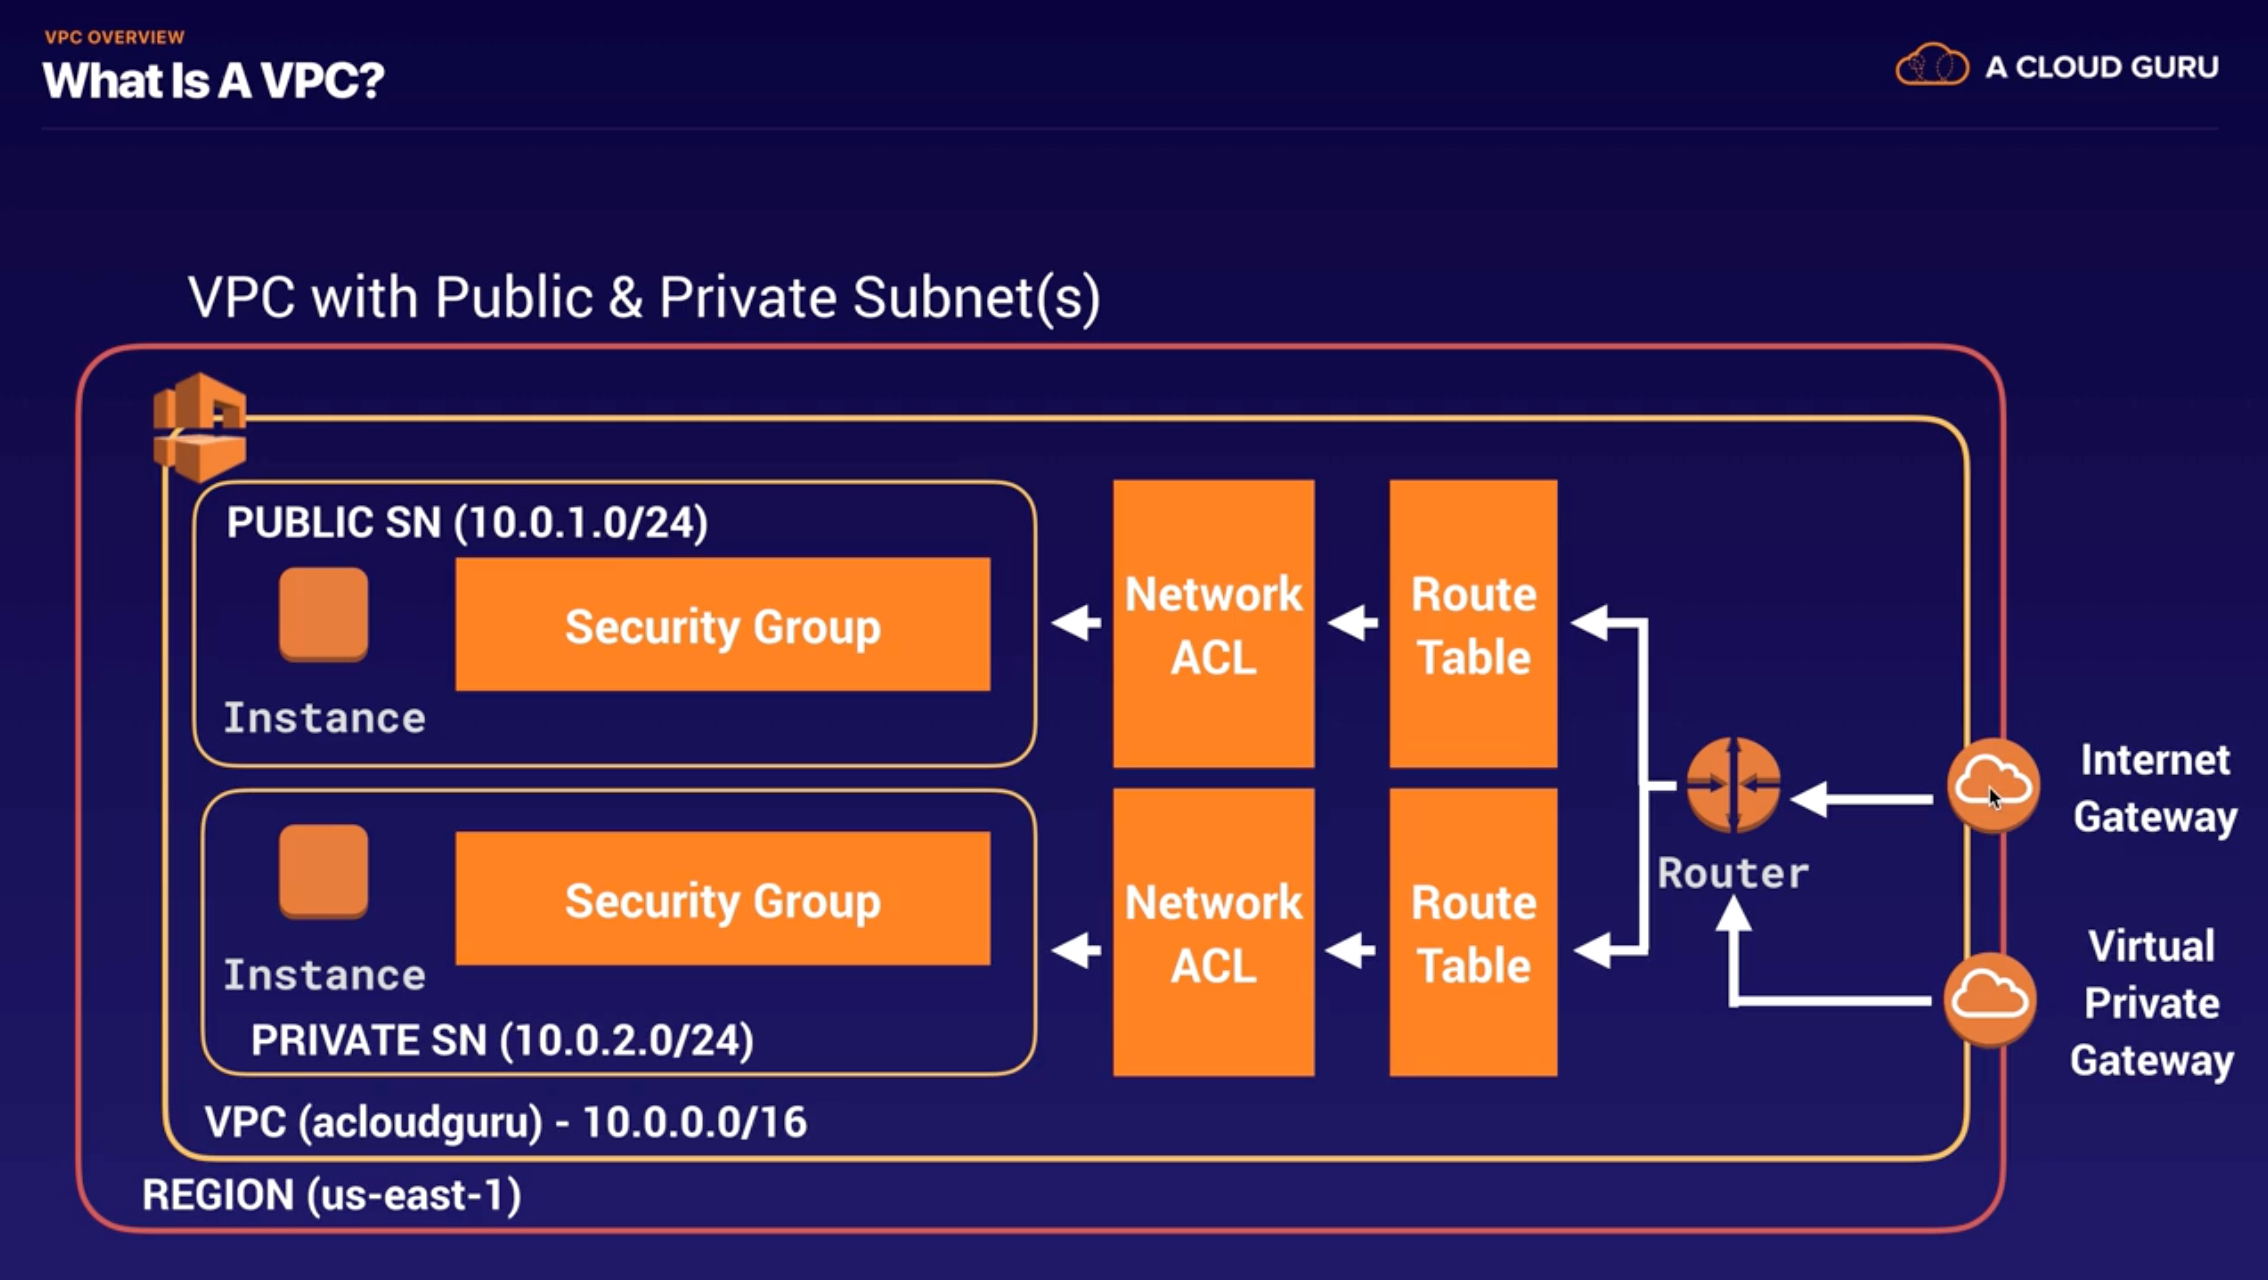 VPC OVERVIEW
What Is A VPC?
A CLOUD GURU
VPC with Public & Private Subnet(s)
PUBLIC SN (10.0.1.0/24)
Instance
Security Group
Network
ACL
Route
Table
Instance
Security Group
PRIVATE SN (10.0.2.0/24)
Network
ACL
Route
Table
Router
Internet
Gateway
Virtual
Private
Gateway
VPC (acloudguru) - 10.0.0.0/16
REGION (us-east-1)